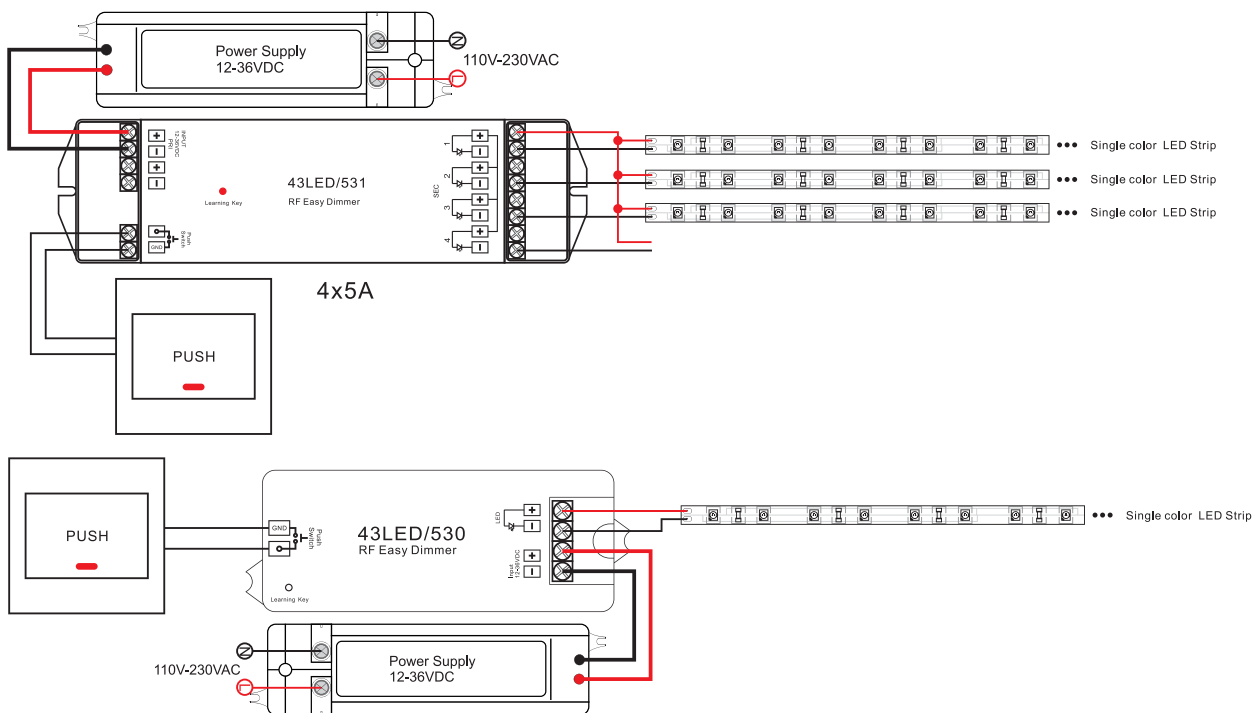 Power Supply
12-36VDC
N
110V-230VAC
L
+
-
+
-
INPUT
12-36VDC
PRI
43LED/531
RF Easy Dimmer
Learning Key
Push
Switch
GND
SEC
1
+
-
2
+
-
3
+
-
4
+
-
Single color LED Strip
Single color LED Strip
Single color LED Strip
4x5A
PUSH
PUSH
GND
Push
Switch
43LED/530
RF Easy Dimmer
Learning Key
LED
+
-
Input
12-36VDC
+
-
Single color LED Strip
N
110V-230VAC
L
Power Supply
12-36VDC